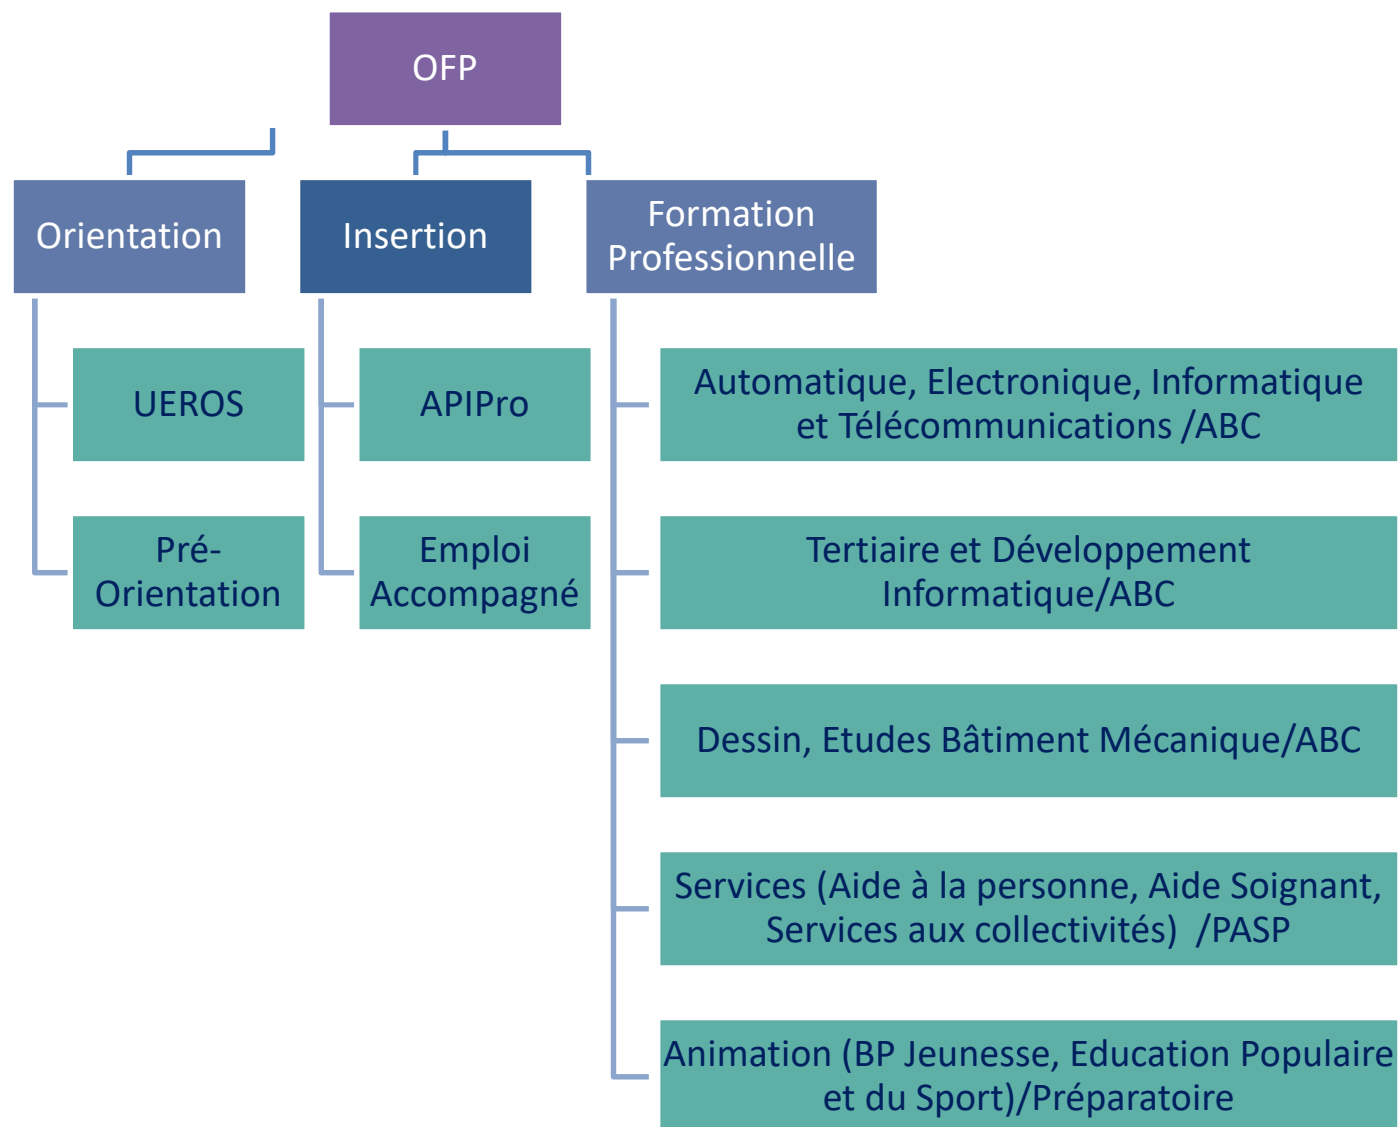 OFP
Orientation
Insertion
Formation
Professionnelle
UEROS
Pré-
Orientation
APIPro
Emploi
Accompagné
Automatique, Electronique, Informatique
et Télécommunications /ABC
Tertiaire et Développement
Informatique/ABC
Dessin, Etudes Bâtiment Mécanique/ABC
Services (Aide à la personne, Aide Soignant,
Services aux collectivités)  /PASP
Animation (BP Jeunesse, Education Populaire
et du Sport)/Préparatoire